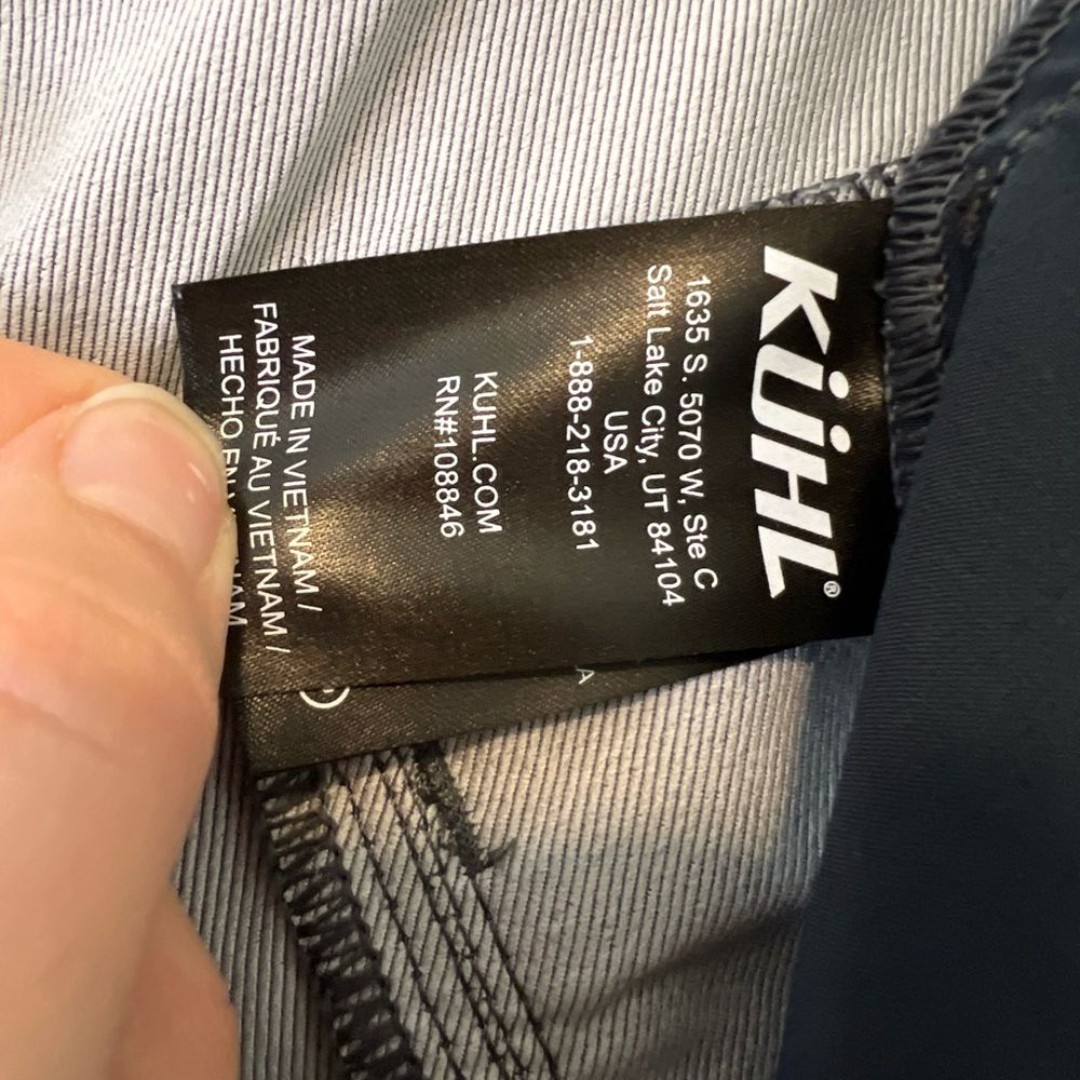 KÜHL®
1635 S. 5070 W, Ste C
Salt Lake City, UT 84104
USA
1-888-218-3181
KUHL.COM
RN#108846
MADE IN VIETNAM /
FABRIQUÉ AU VIETNAM /
HECHO
A